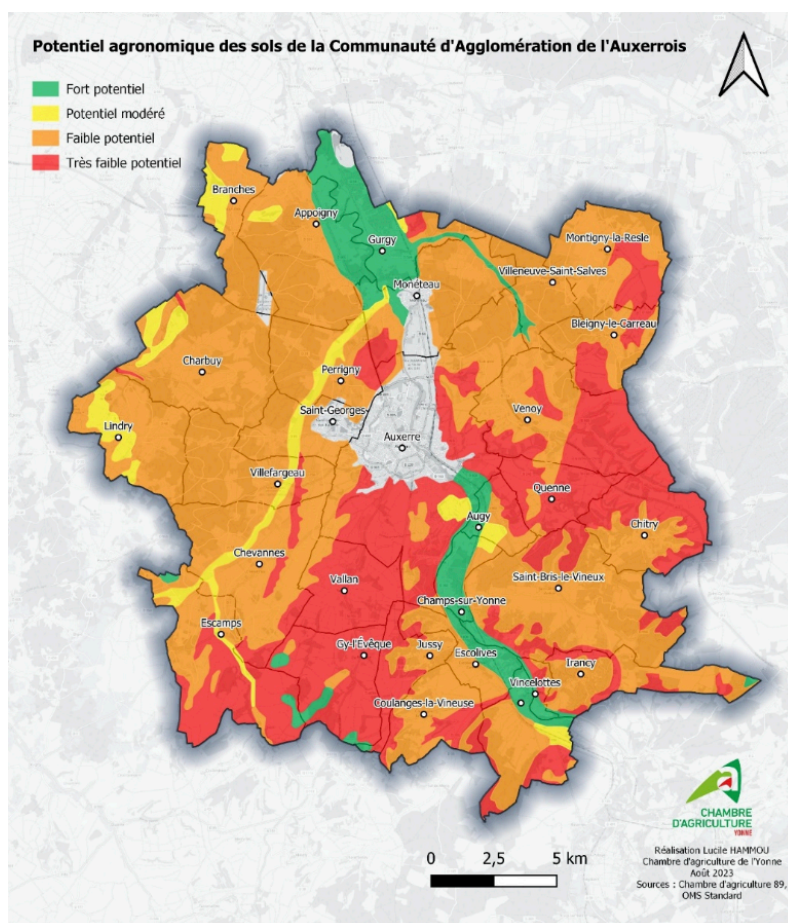 Potentiel agronomique des sols de la Communauté d'Agglomération de l'Auxerrois
Fort potentiel
Potentiel modéré
Faible potentiel
Très faible potentiel
Branches
Appoigny
Gurgy
Montigny-la-Resle
Villeneuve-Saint-Salves
Monéteau
Bleigny-le-Carreau
Charbuy
Perrigny
Saint-Georges
Venoy
Lindry
Auxerre
Villefargeau
Quenne
Augy
Chitry
Chevannes
Vallan
Saint-Bris-le-Vineux
Champs-sur-Yonne
Escamps
Gy-l'Évêque
Jussy
Escolives
Irancy
Vincelottes
Coulanges-la-Vineuse
CHAMBRE
D'AGRICULTURE
YONNE
0 2,5 5 km
Réalisation Lucile HAMMOU
Chambre d'agriculture de l'Yonne
Août 2023
Sources : Chambre d'agriculture 89,
OMS Standard